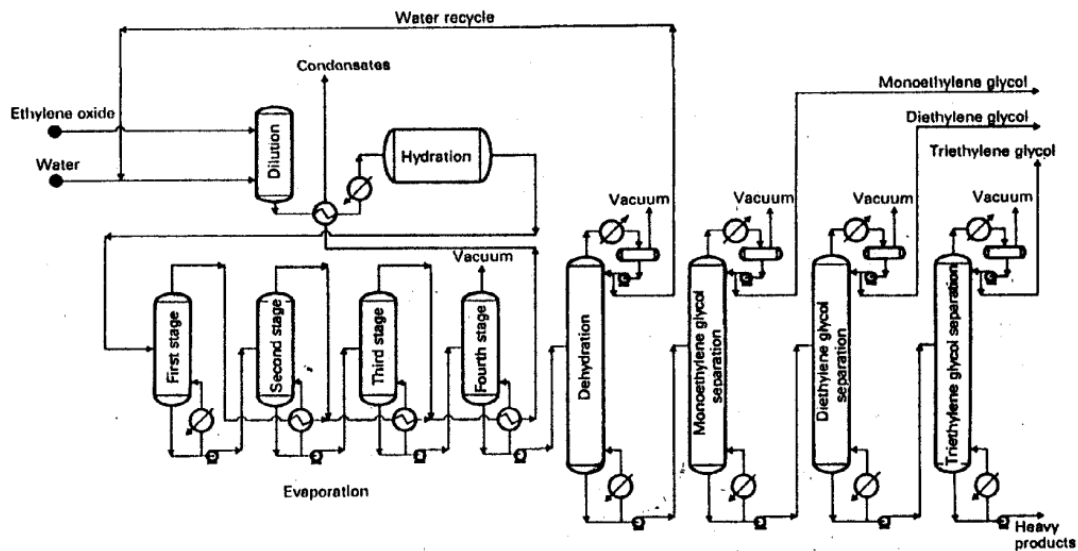 Water recycle
Condensates
Monoethylene glycol
Ethylene oxide
Diethylene glycol
Dilution
Hydration
Triethylene glycol
Water
Vacuum
Vacuum
Vacuum
Vacuum
Vacuum
First stage
Second stage
Third stage
Fourth stage
Dehydration
Monoethylene glycol
separation
Diethylene glycol
separation
Triethylene glycol separation
Evaporation
Heavy
products